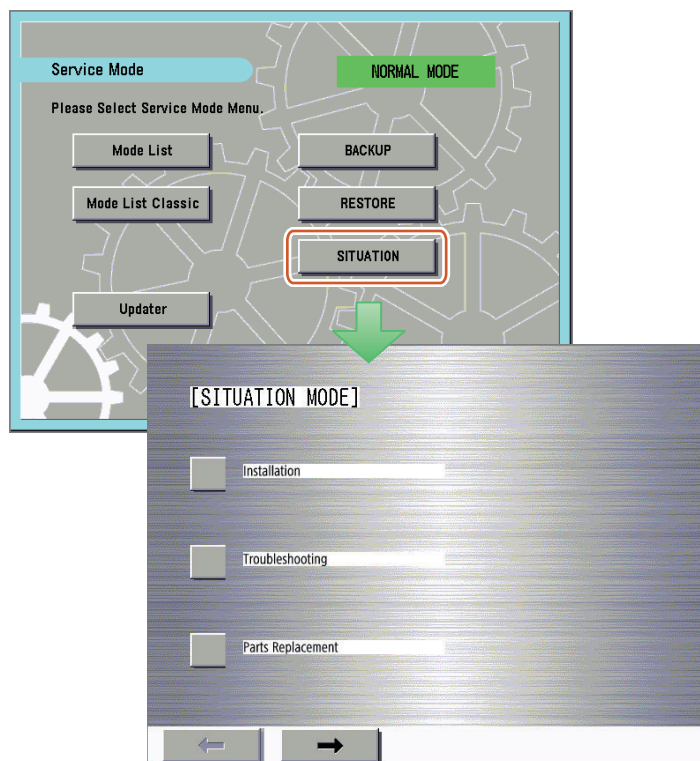 Service Mode
NORMAL MODE
Please Select Service Mode Menu.
Mode List
BACKUP
Mode List Classic
RESTORE
SITUATION
Updater
[SITUATION MODE]
Installation
Troubleshooting
Parts Replacement